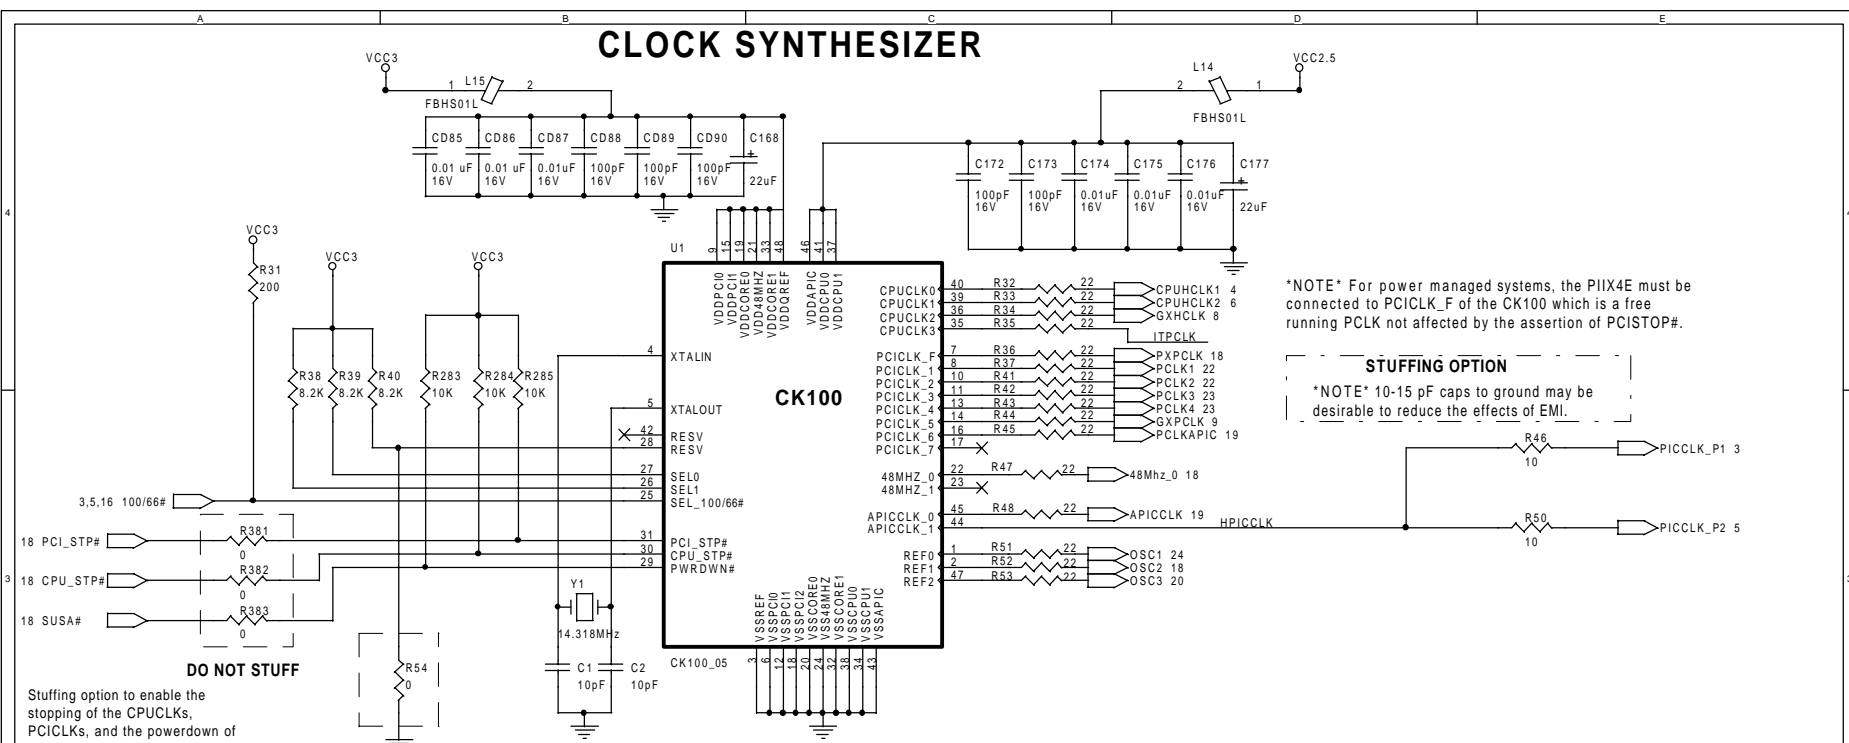 A B C D E
CLOCK SYNTHESIZER
VCC3
1 L15 2
FBHS01L
CD85 CD86 CD87 CD88 CD89 CD90 C168
0.01 uF 0.01 uF 0.01uF 100pF 100pF 100pF
16V 16V 16V 16V 16V 16V
22uF
VCC2.5
L14
2 1
FBHS01L
C172 C173 C174 C175 C176 C177
100pF 100pF 0.01uF 0.01uF 0.01uF
16V 16V 16V 16V 16V
22uF
4
VCC3
R31
200
VCC3
VCC3
R38 R39 R40 R283 R284 R285
8.2K 8.2K 8.2K 10K 10K 10K
U1
9 15 19 21 33 48 46 41 37
VDDPCI0
VDDPCI1
VDDCORE0
VDD48MHZ
VDDCORE1
VDDQREF
VDDAPIC
VDDCPU0
VDDCPU1
CK100
4 XTALIN
5 XTALOUT
42 RESV
28 RESV
27 SEL0
26 SEL1
25 SEL_100/66#
31 PCI_STP#
30 CPU_STP#
29 PWRDWN#
3,5,16 100/66#
18 PCI_STP#
R381
0
18 CPU_STP#
R382
0
18 SUSA#
R383
0
3
DO NOT STUFF
Stuffing option to enable the
stopping of the CPUCLKs,
PCICLKs, and the powerdown of
R54
0
Y1
14.318MHz
C1 C2
10pF 10pF
CK100_05
VSSREF
VSSPCI0
VSSPCI1
VSSPCI2
VSSCORE0
VSS48MHZ
VSSCORE1
VSSCPU0
VSSCPU1
VSSAPIC
3 6 12 18 20 24 32 38 34 43
CPUCLK0 40 R32 22 CPUHCLK1 4
CPUCLK1 39 R33 22 CPUHCLK2 6
CPUCLK2 36 R34 22 GXHCLK 8
CPUCLK3 35 R35 22
ITPCLK
PCICLK_F 7 R36 22 PXPCLK 18
PCICLK_1 8 R37 22 PCLK1 22
PCICLK_2 10 R41 22 PCLK2 22
PCICLK_3 11 R42 22 PCLK3 23
PCICLK_4 13 R43 22 PCLK4 23
PCICLK_5 14 R44 22 GXPCLK 9
PCICLK_6 16 R45 22 PCLKAPIC 19
PCICLK_7 17
48MHZ_0 22 R47 22 48Mhz_0 18
48MHZ_1 23
APICCLK_0 45 R48 22 APICCLK 19
APICCLK_1 44 HPICCLK
REF0 1 R51 22 OSC1 24
REF1 2 R52 22 OSC2 18
REF2 47 R53 22 OSC3 20
*NOTE* For power managed systems, the PIIX4E must be
connected to PCICLK_F of the CK100 which is a free
running PCLK not affected by the assertion of PCISTOP#.
STUFFING OPTION
*NOTE* 10-15 pF caps to ground may be
desirable to reduce the effects of EMI.
R46
10
PICCLK_P1 3
R50
10
PICCLK_P2 5